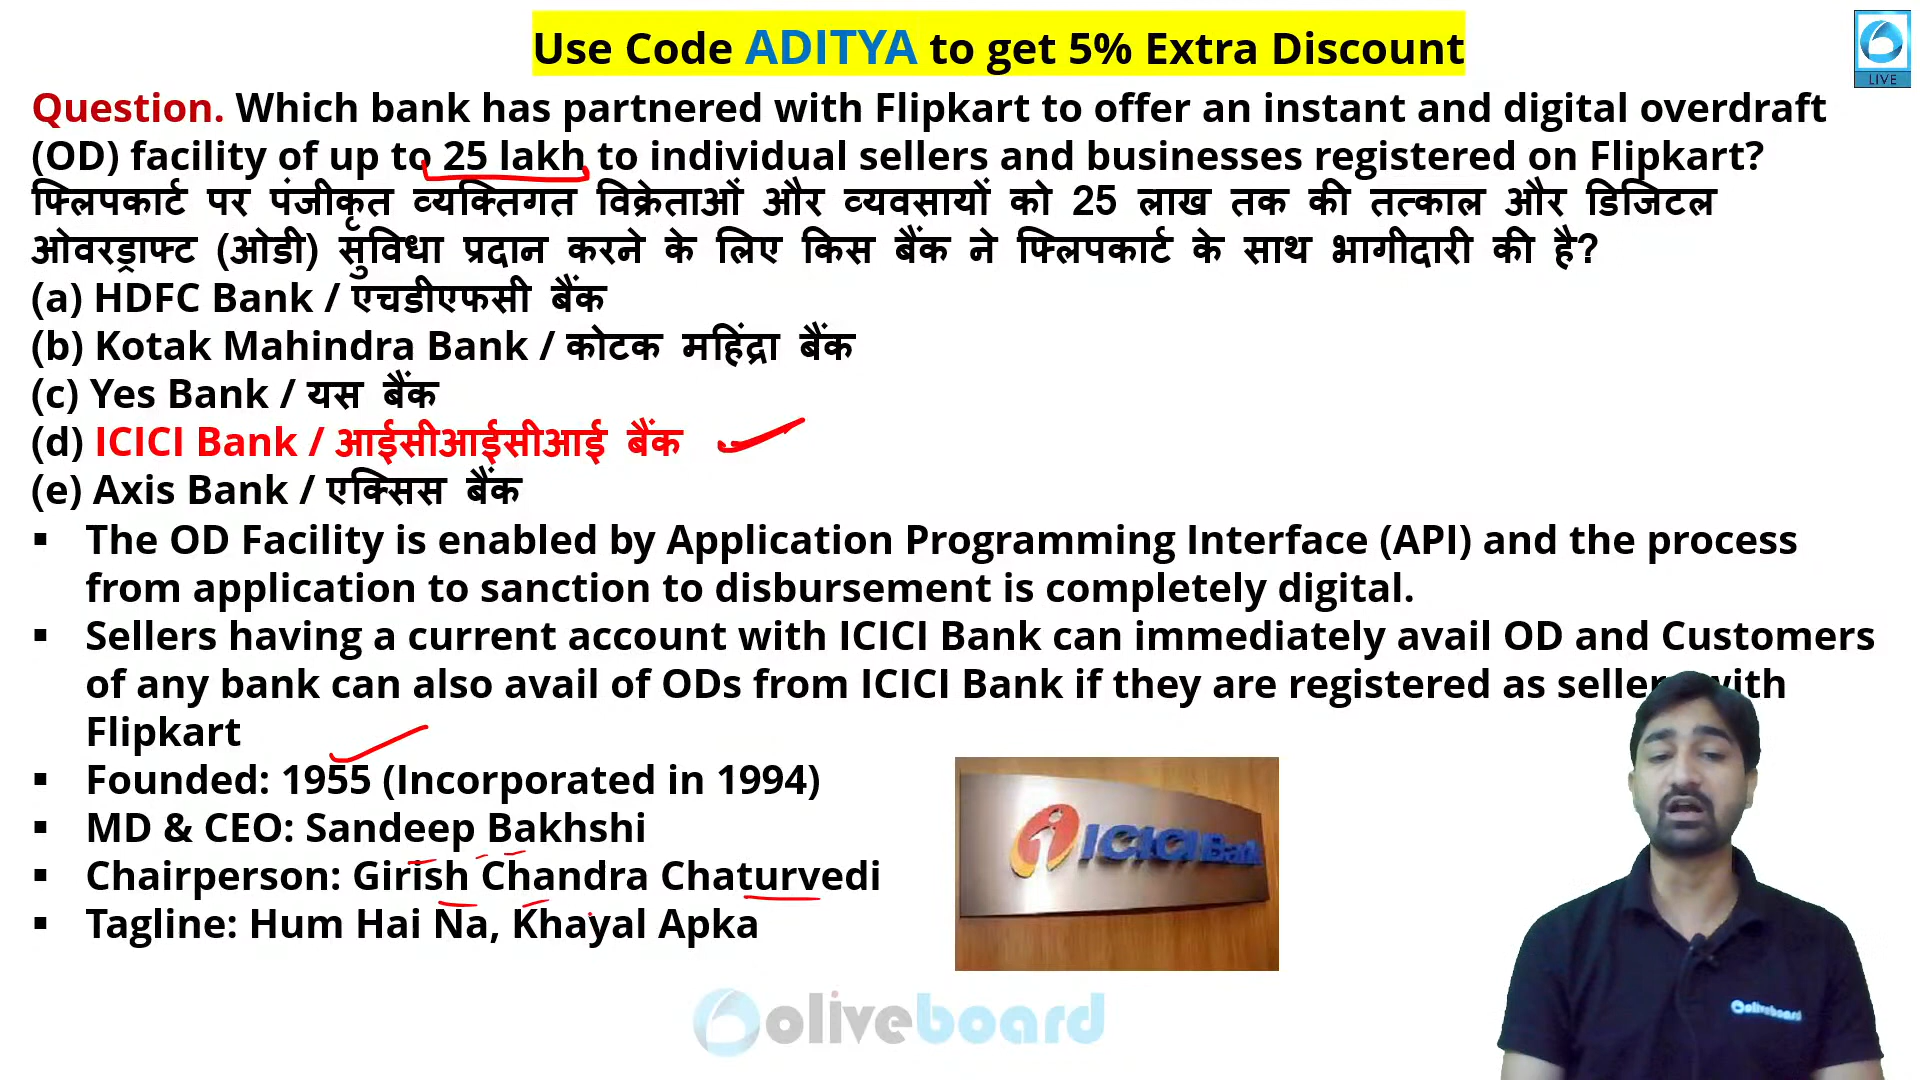 Use Code ADITYA to get 5% Extra Discount
LIVE
Question. Which bank has partnered with Flipkart to offer an instant and digital overdraft
(OD) facility of up to 25 lakh to individual sellers and businesses registered on Flipkart?
फ्लिपकार्ट पर पंजीकृत व्यक्तिगत विक्रेताओं और व्यवसायों को 25 लाख तक की तत्काल और डिजिटल
ओवरड्राफ्ट (ओडी) सुविधा प्रदान करने के लिए किस बैंक ने फ्लिपकार्ट के साथ भागीदारी की है?
(a) HDFC Bank / एचडीएफसी बैंक
(b) Kotak Mahindra Bank / कोटक महिंद्रा बैंक
(c) Yes Bank / यस बैंक
(d) ICICI Bank / आईसीआईसीआई बैंक
(e) Axis Bank / एक्सिस बैंक
▪ The OD Facility is enabled by Application Programming Interface (API) and the process
from application to sanction to disbursement is completely digital.
▪ Sellers having a current account with ICICI Bank can immediately avail OD and Customers
of any bank can also avail of ODs from ICICI Bank if they are registered as seller with
Flipkart
▪ Founded: 1955 (Incorporated in 1994)
▪ MD & CEO: Sandeep Bakhshi
▪ Chairperson: Girish Chandra Chaturvedi
▪ Tagline: Hum Hai Na, Khayal Apka
ICICI Bank
oliveboard
oliveboard